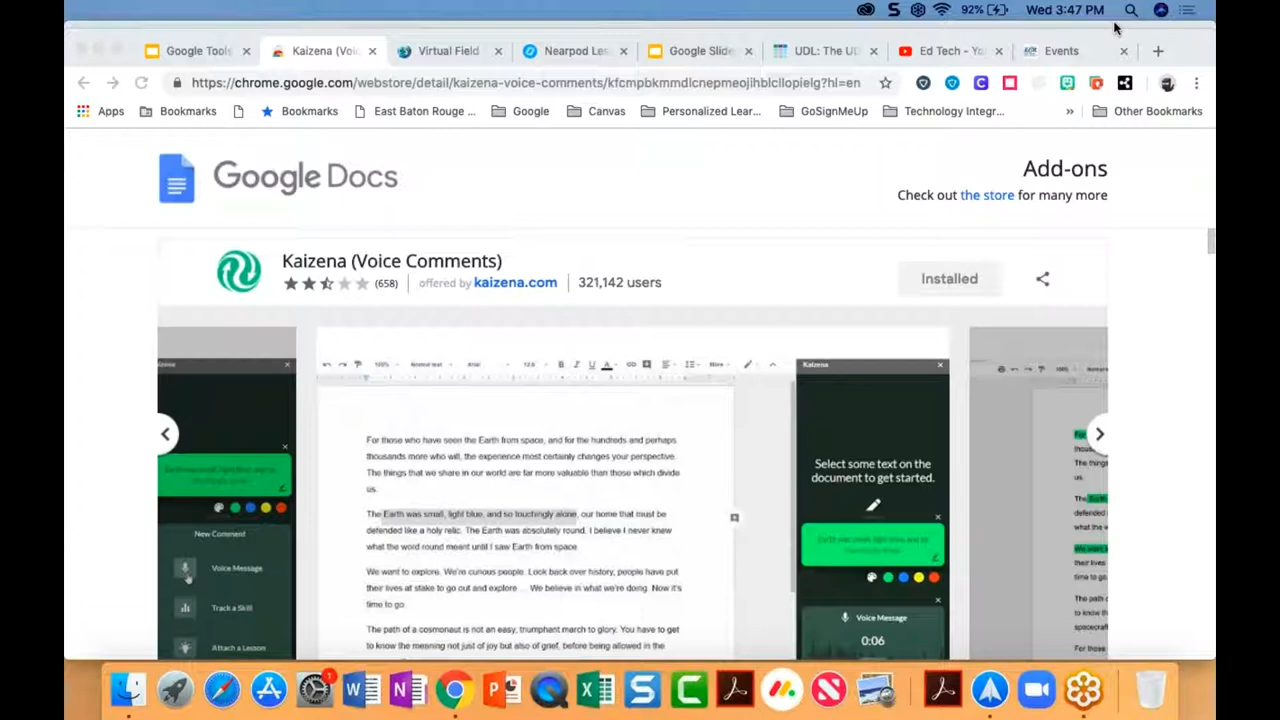 92% Wed 3:47 PM
Google Tools Kaizena (Voi Virtual Field Nearpod Les Google Slide UDL: The UD Ed Tech - Yo Events
https://chrome.google.com/webstore/detail/kaizena-voice-comments/kfcmpbkmmdlcnepmeojihblcllopieig?hl=en
Apps Bookmarks Bookmarks East Baton Rouge ... Google Canvas Personalized Lear... GoSignMeUp Technology Integr... » Other Bookmarks
Google Docs
Add-ons
Check out the store for many more
Kaizena (Voice Comments)
(658) offered by kaizena.com 321,142 users
Installed
Kaizena
For those who have seen the Earth from space, and for the hundreds and perhaps
thousands more who will, the experience most certainly changes your perspective.
The things that we share in our world are far more valuable than those which divide
us.
The Earth was small, light blue, and so touchingly alone, our home that must be
defended like a holy relic. The Earth was absolutely round. I believe I never knew
what the word round meant until I saw Earth from space.
We want to explore. We're curious people. Look back over history, people have put
their lives at stake to go out and explore ... We believe in what we're doing. Now it's
time to go.
The path of a cosmonaut is not an easy, triumphant march to glory. You have to get
to know the meaning not just of joy but also of grief, before being allowed in the
Select some text on the
document to get started.
Voice Message
0:06
New Comment
Voice Message
Track a Skill
Attach a Lesson